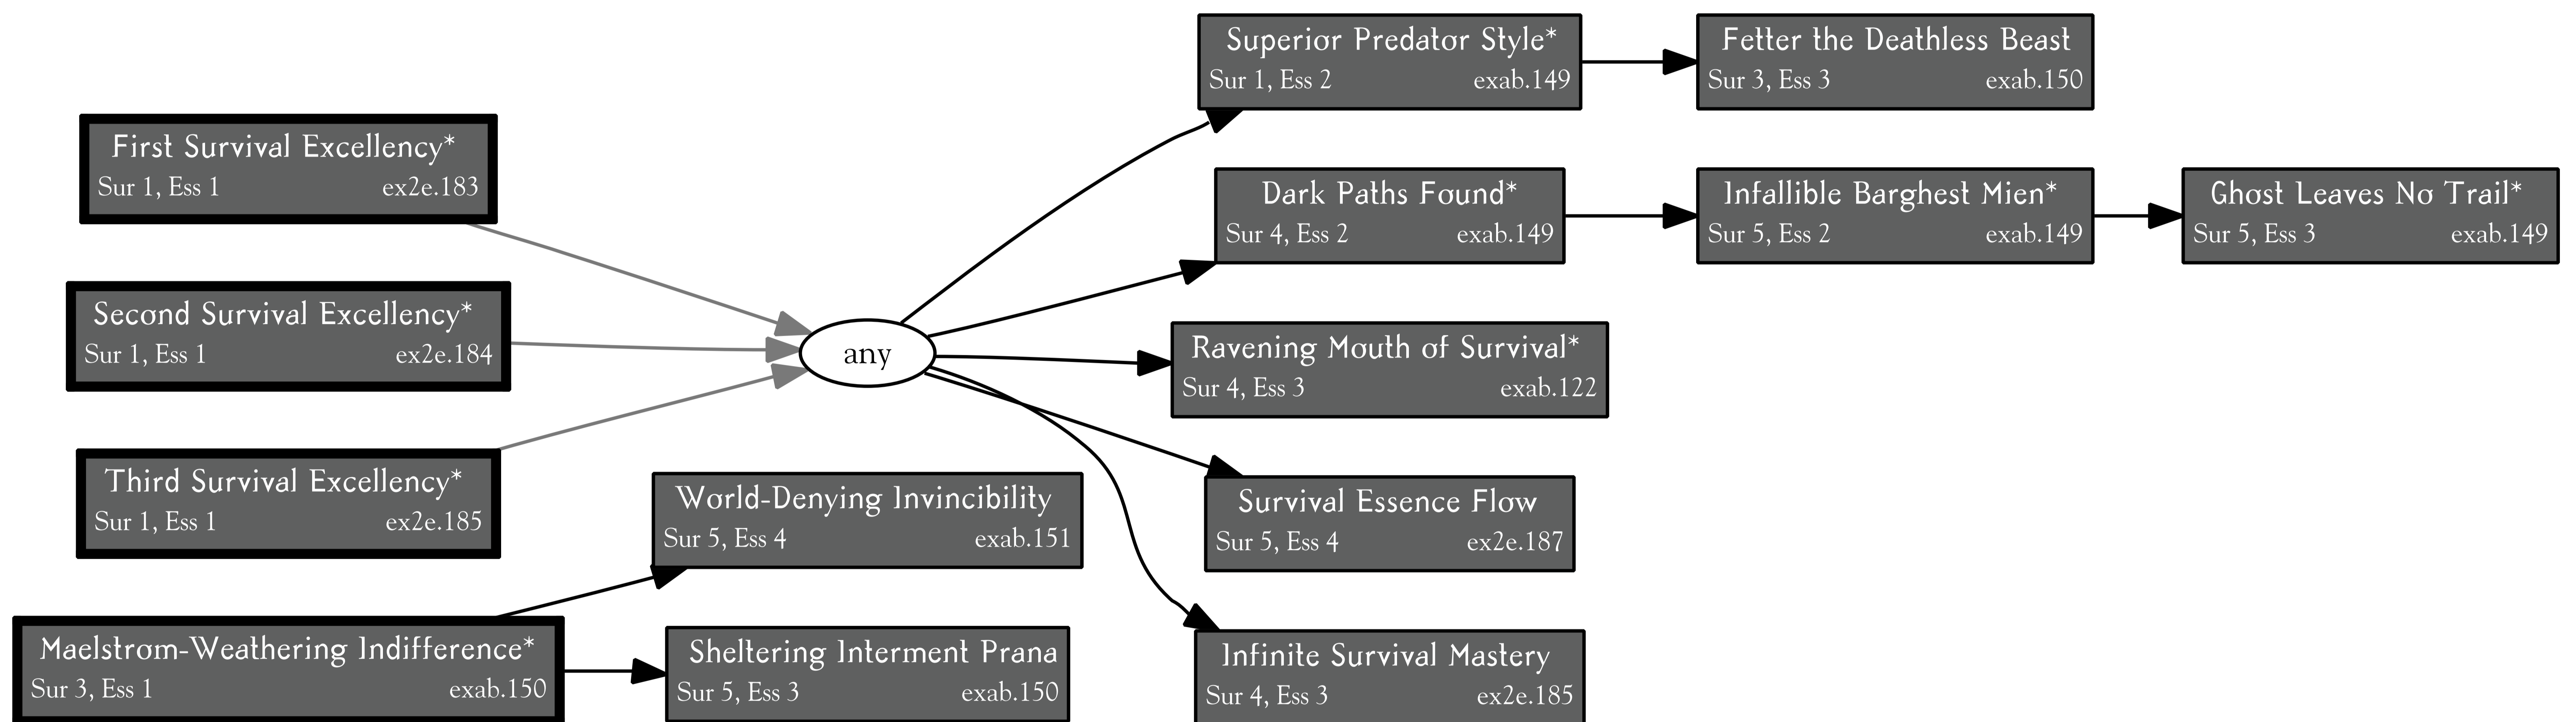 First Survival Excellency*
Sur 1, Ess 1 ex2e.183
Second Survival Excellency*
Sur 1, Ess 1 ex2e.184
Third Survival Excellency*
Sur 1, Ess 1 ex2e.185
Maelstrom-Weathering Indifference*
Sur 3, Ess 1 exab.150
World-Denying Invincibility
Sur 5, Ess 4 exab.151
Sheltering Interment Prana
Sur 5, Ess 3 exab.150
any
Superior Predator Style*
Sur 1, Ess 2 exab.149
Dark Paths Found*
Sur 4, Ess 2 exab.149
Ravening Mouth of Survival*
Sur 4, Ess 3 exab.122
Survival Essence Flow
Sur 5, Ess 4 ex2e.187
Infinite Survival Mastery
Sur 4, Ess 3 ex2e.185
Fetter the Deathless Beast
Sur 3, Ess 3 exab.150
Infallible Barghest Mien*
Sur 5, Ess 2 exab.149
Ghost Leaves No Trail*
Sur 5, Ess 3 exab.149